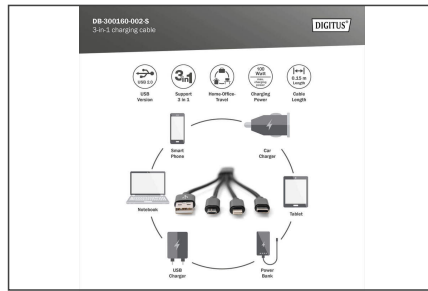 DB-300160-002-S
3-in-1 charging cable
DIGITUS®
USB 2.0
3in1
100
Watt
0.15 m
Length
USB
Version
Support
3 in 1
Home-Office-
Travel
Charging
Power
Cable
Length
Smart
Phone
Car
Charger
Notebook
Tablet
USB
Charger
Power
Bank